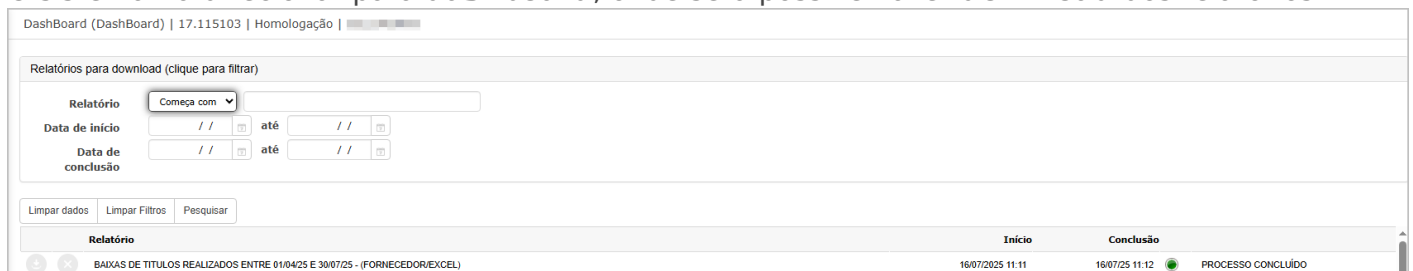 DashBoard (DashBoard) | 17.115103 | Homologação |
Relatórios para download (clique para filtrar)
Relatório Começa com
Data de início / / até / /
Data de conclusão / / até / /
Limpar dados Limpar Filtros Pesquisar
Relatório Início Conclusão
BAIXAS DE TITULOS REALIZADOS ENTRE 01/04/25 E 30/07/25 - (FORNECEDOR/EXCEL) 16/07/2025 11:11 16/07/25 11:12 PROCESSO CONCLUÍDO